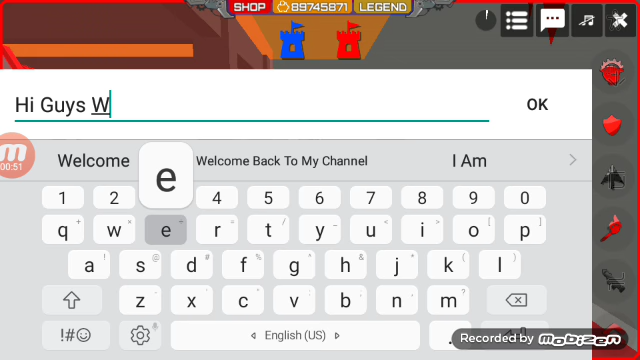 SHOP 89745871 LEGEND
Hi Guys W
OK
00:51
Welcome e Welcome Back To My Channel I Am
1 2 4 5 6 7 8 9 0
q + w × e ÷ r = t / y _ u < i > o [ p ]
a ! s @ d # f $ g ^ h & j * k ( l )
z - x ' c " v : b ; n , m ?
!#☺ English (US) .
Recorded by MOBIZEN